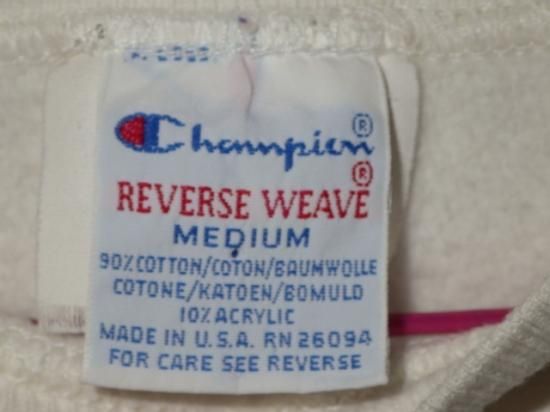 Champion®
REVERSE WEAVE®
MEDIUM
90%COTTON/COTON/BAUMWOLLE
COTONE/KATOEN/BOMULD
10% ACRYLIC
MADE IN U.S.A. RN 26094
FOR CARE SEE REVERSE